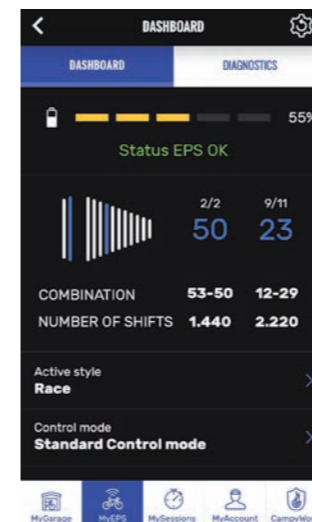 DASHBOARD
DASHBOARD DIAGNOSTICS
55%
Status EPS OK
2/2 9/11
50 23
COMBINATION 53-50 12-29
NUMBER OF SHIFTS 1.440 2.220
Active style
Race
Control mode
Standard Control mode
MyGarage MyEPS MySessions MyAccount